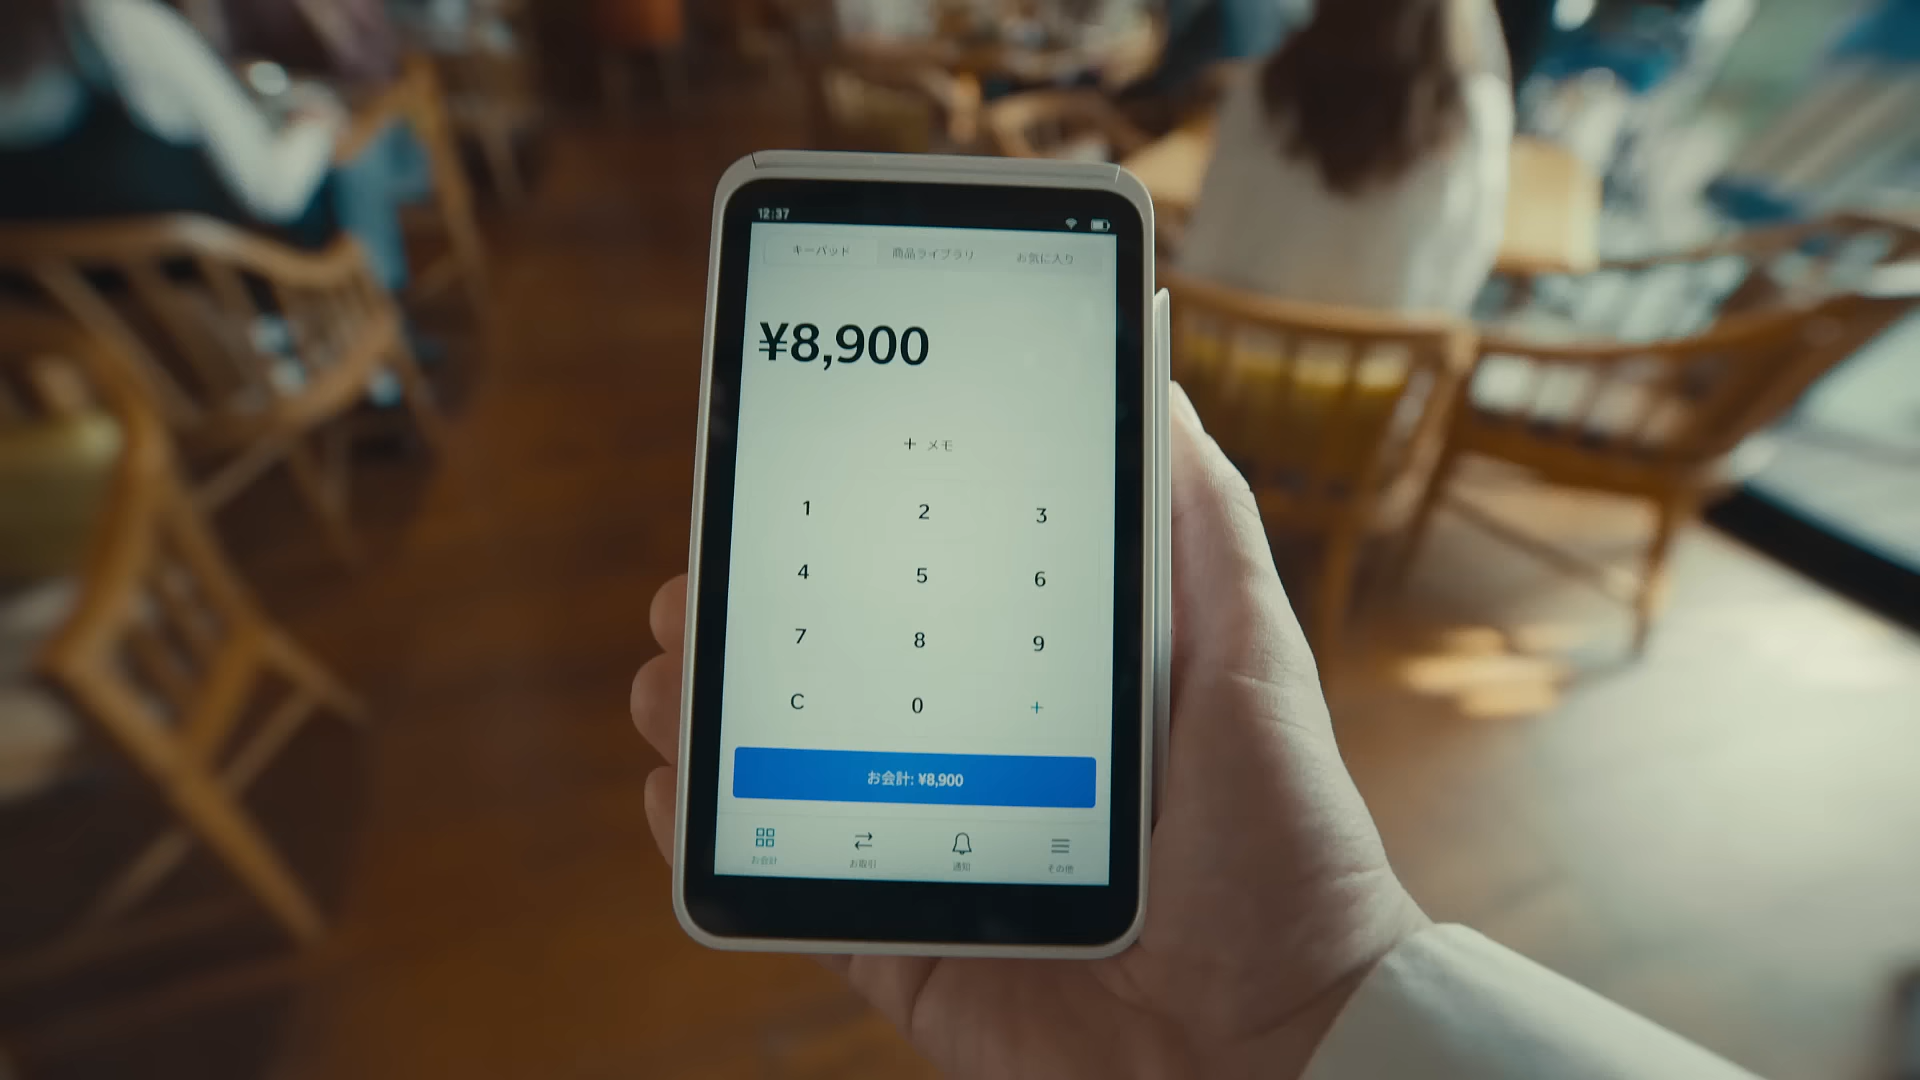 12:37
キーパッド 商品ライブラリ お気に入り
¥8,900
+ メモ
1 2 3
4 5 6
7 8 9
C 0 +
お会計: ¥8,900
お会計 お取引 通知 その他